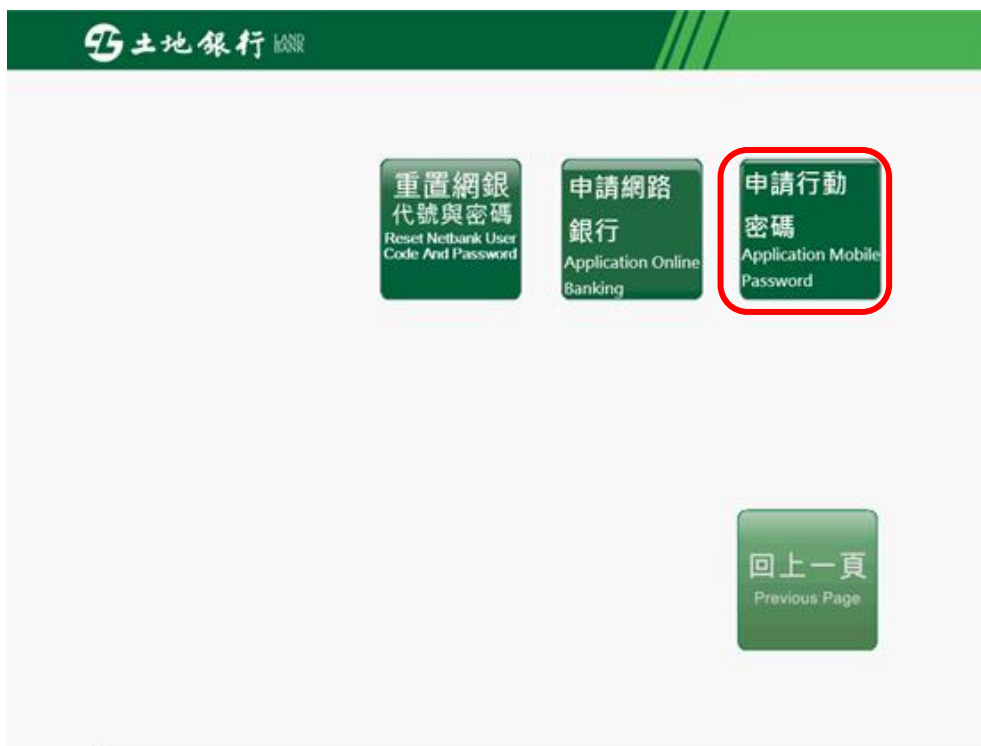 土地銀行 LAND BANK
重置網銀
代號與密碼
Reset Netbank User
Code And Password
申請網路
銀行
Application Online
Banking
申請行動
密碼
Application Mobile
Password
回上一頁
Previous Page